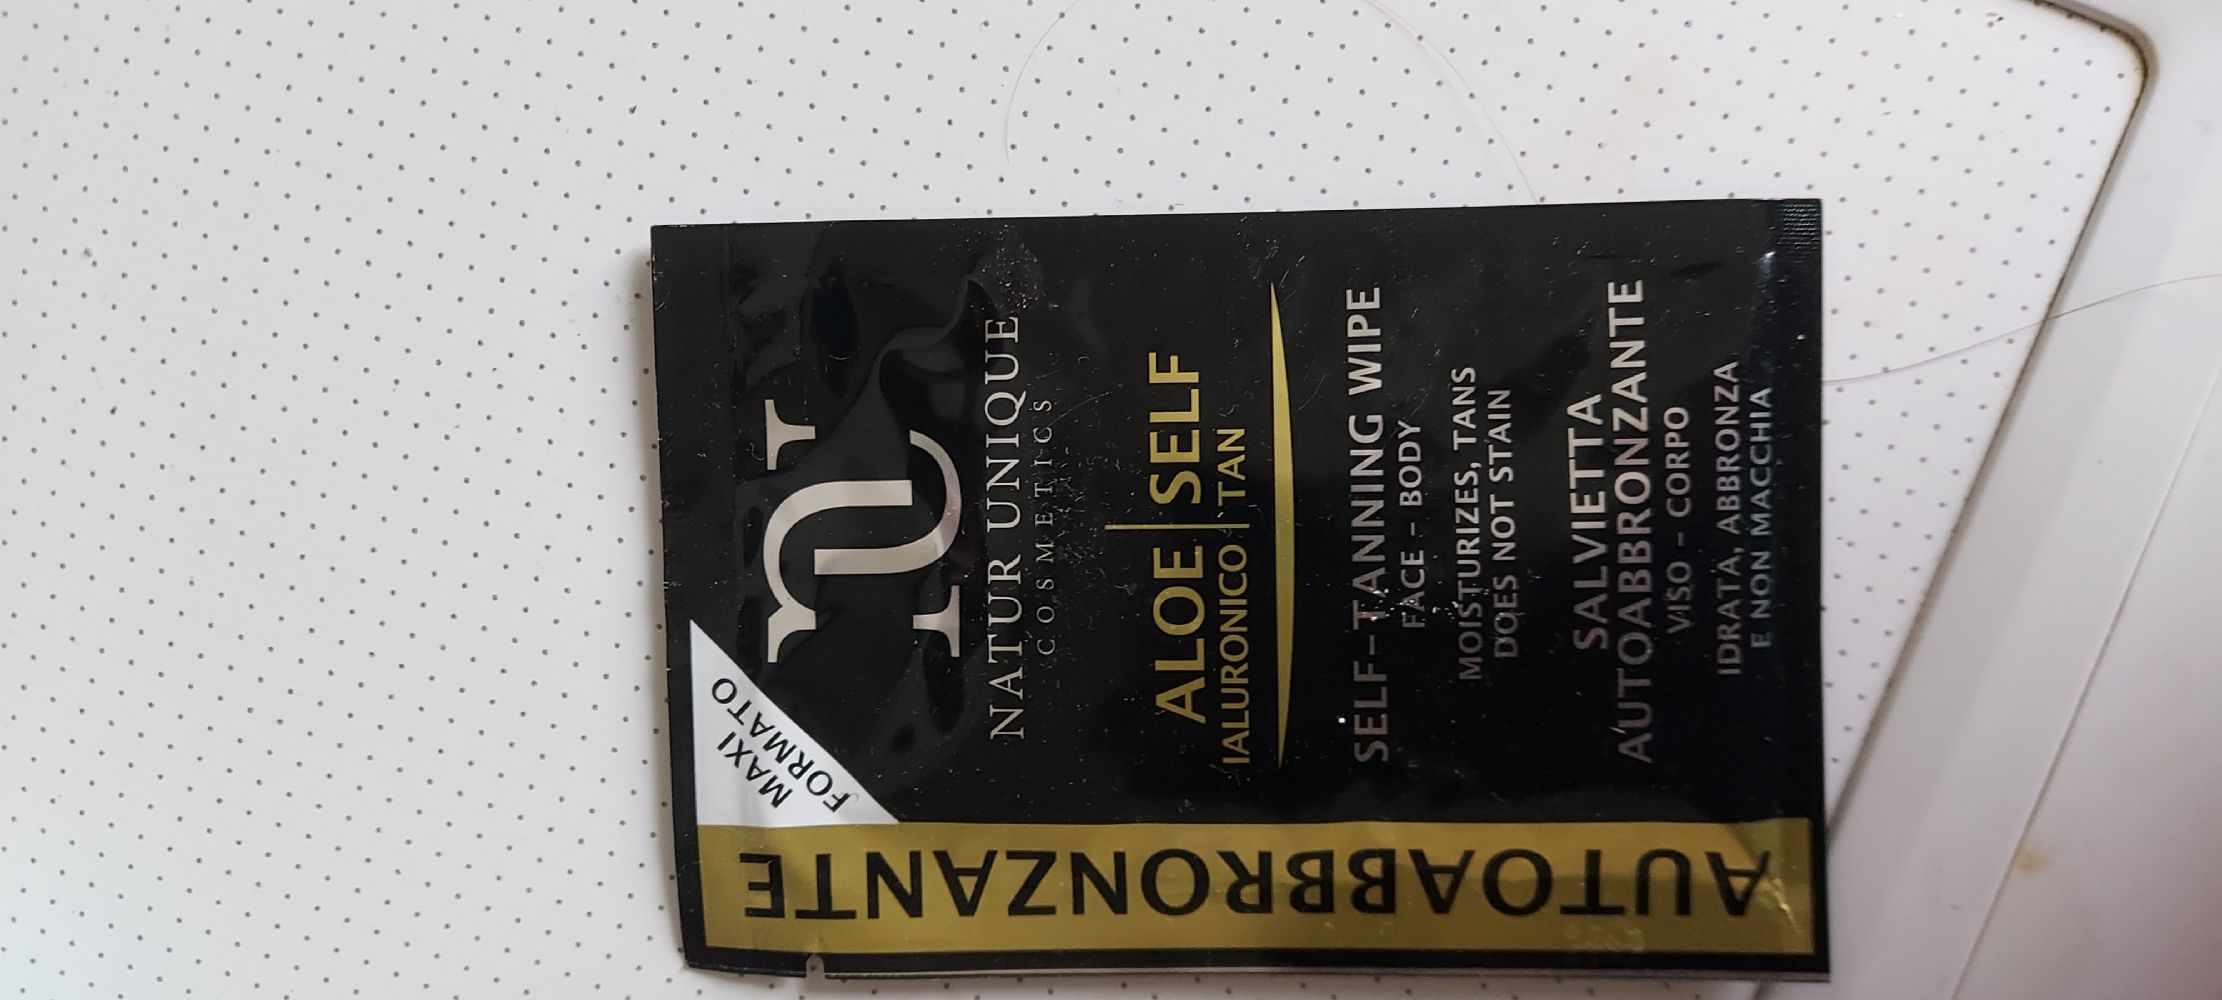 MAXI
FORMATO
nu
NATUR UNIQUE
COSMETICS
ALOE | SELF
IALURONICO | TAN
SELF-TANNING WIPE
FACE - BODY
MOISTURIZES, TANS
DOES NOT STAIN
SALVIETTA
AUTOABBRONZANTE
VISO - CORPO
IDRATA, ABBRONZA
E NON MACCHIA
AUTOABBRONZANTE